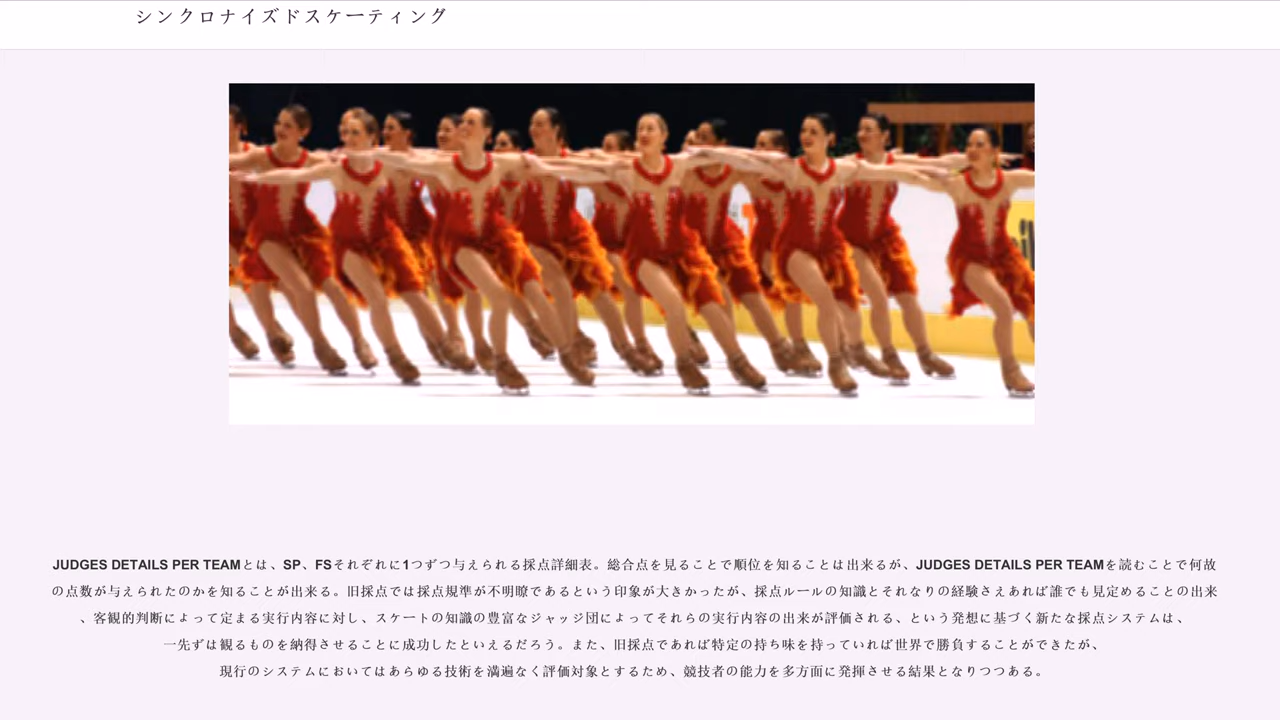 シンクロナイズドスケーティング
JUDGES DETAILS PER TEAMとは、SP、FSそれぞれに1つずつ与えられる採点詳細表。総合点を見ることで順位を知ることは出来るが、JUDGES DETAILS PER TEAMを読むことで何故
の点数が与えられたのかを知ることが出来る。旧採点では採点規準が不明瞭であるという印象が大きかったが、採点ルールの知識とそれなりの経験さえあれば誰でも見定めることの出来
、客観的判断によって定まる実行内容に対し、スケートの知識の豊富なジャッジ団によってそれらの実行内容の出来が評価される、という発想に基づく新たな採点システムは、
一先ずは観るものを納得させることに成功したといえるだろう。また、旧採点であれば特定の持ち味を持っていれば世界で勝負することができたが、
現行のシステムにおいてはあらゆる技術を満遍なく評価対象とするため、競技者の能力を多方面に発揮させる結果となりつつある。